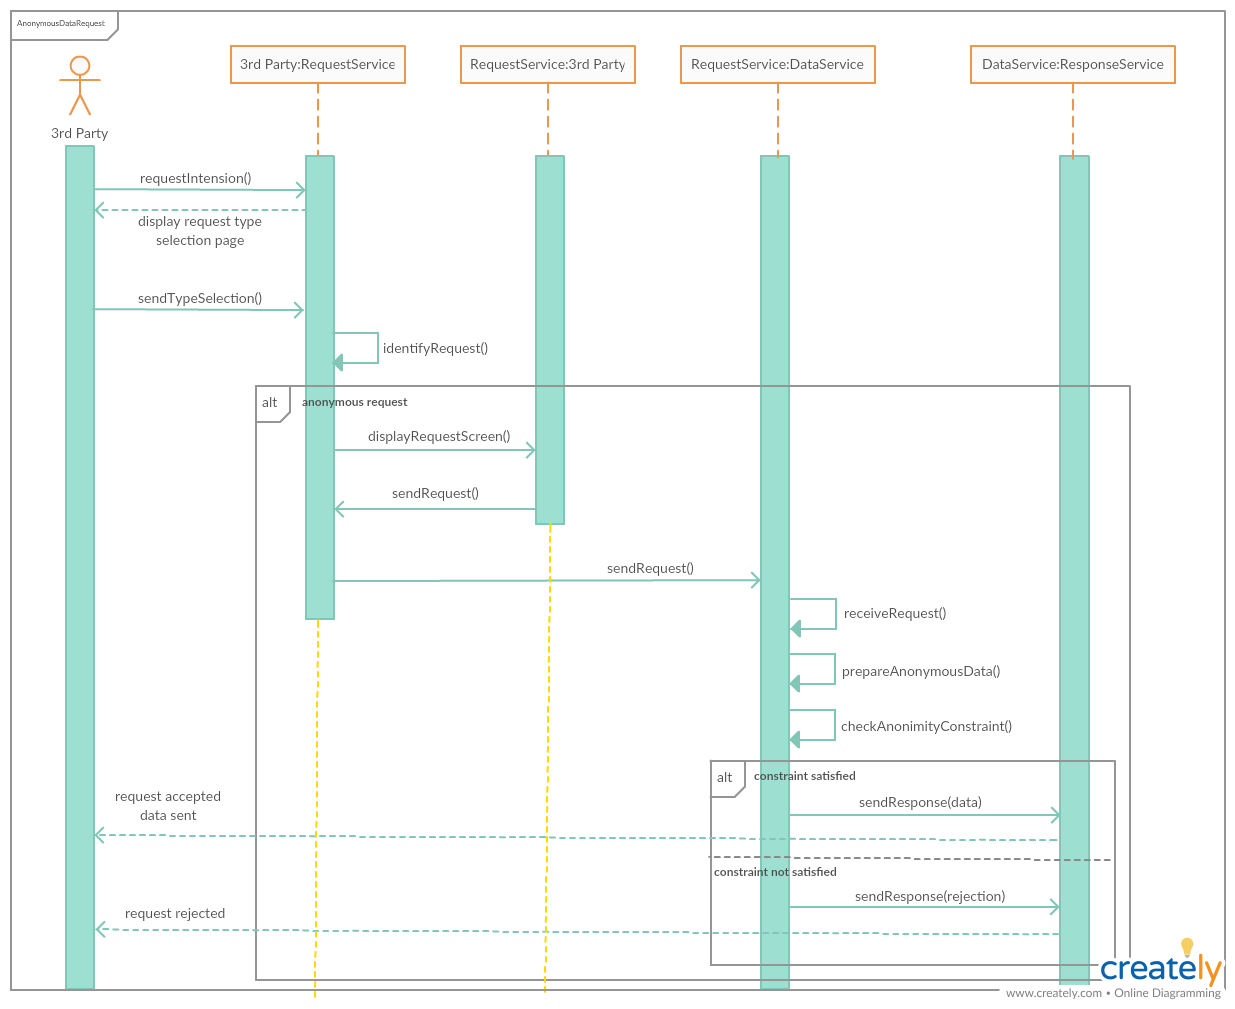 AnonymousDataRequest
3rd Party:RequestService
RequestService:3rd Party
RequestService:DataService
DataService:ResponseService
3rd Party
requestIntension()
display request type
selection page
sendTypeSelection()
identifyRequest()
alt
anonymous request
displayRequestScreen()
sendRequest()
sendRequest()
receiveRequest()
prepareAnonymousData()
checkAnonimityConstraint()
alt
constraint satisfied
request accepted
data sent
sendResponse(data)
constraint not satisfied
sendResponse(rejection)
request rejected
creately
www.creately.com • Online Diagramming